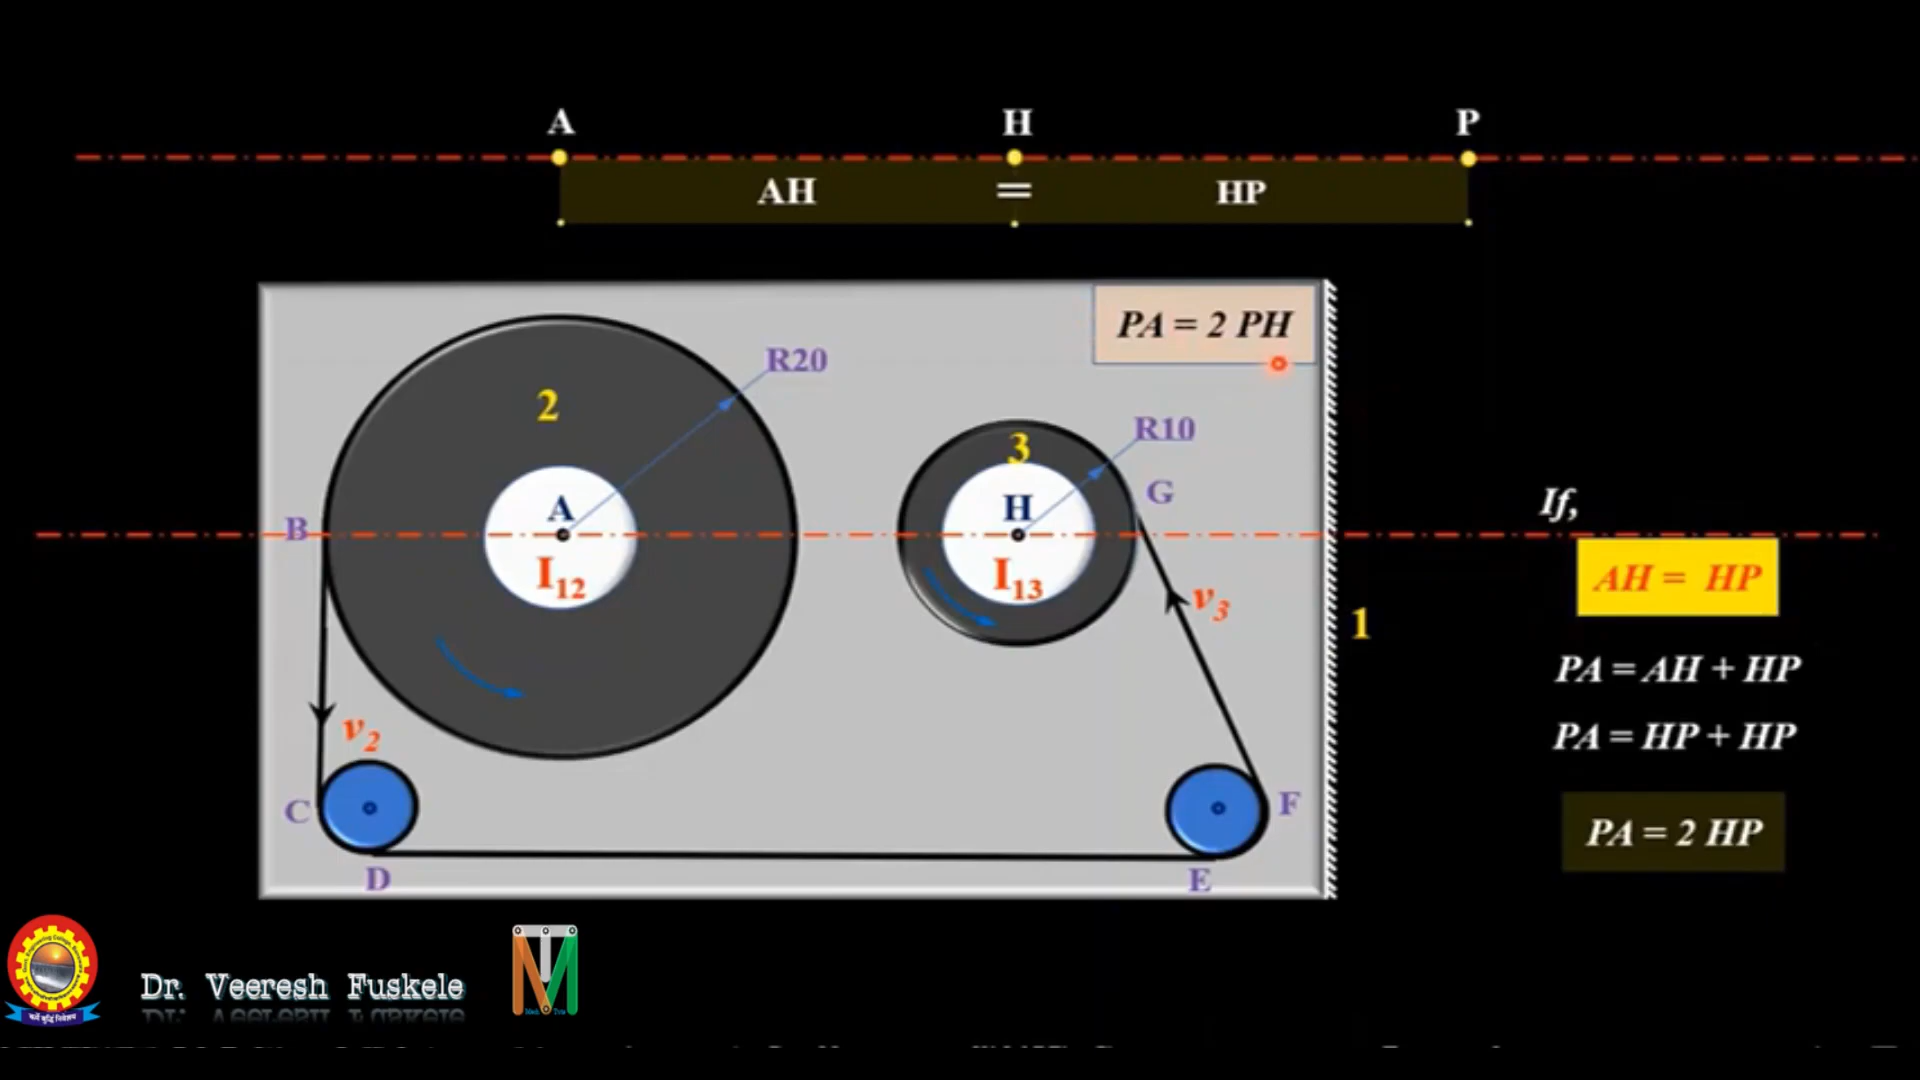 A H P
AH = HP
PA = 2 PH
R20
2
R10
3
G
A
H
B
If,
I12
I13
AH = HP
v3
1
PA = AH + HP
v2
PA = HP + HP
C
F
PA = 2 HP
D
E
Dr. Veeresh Fuskele